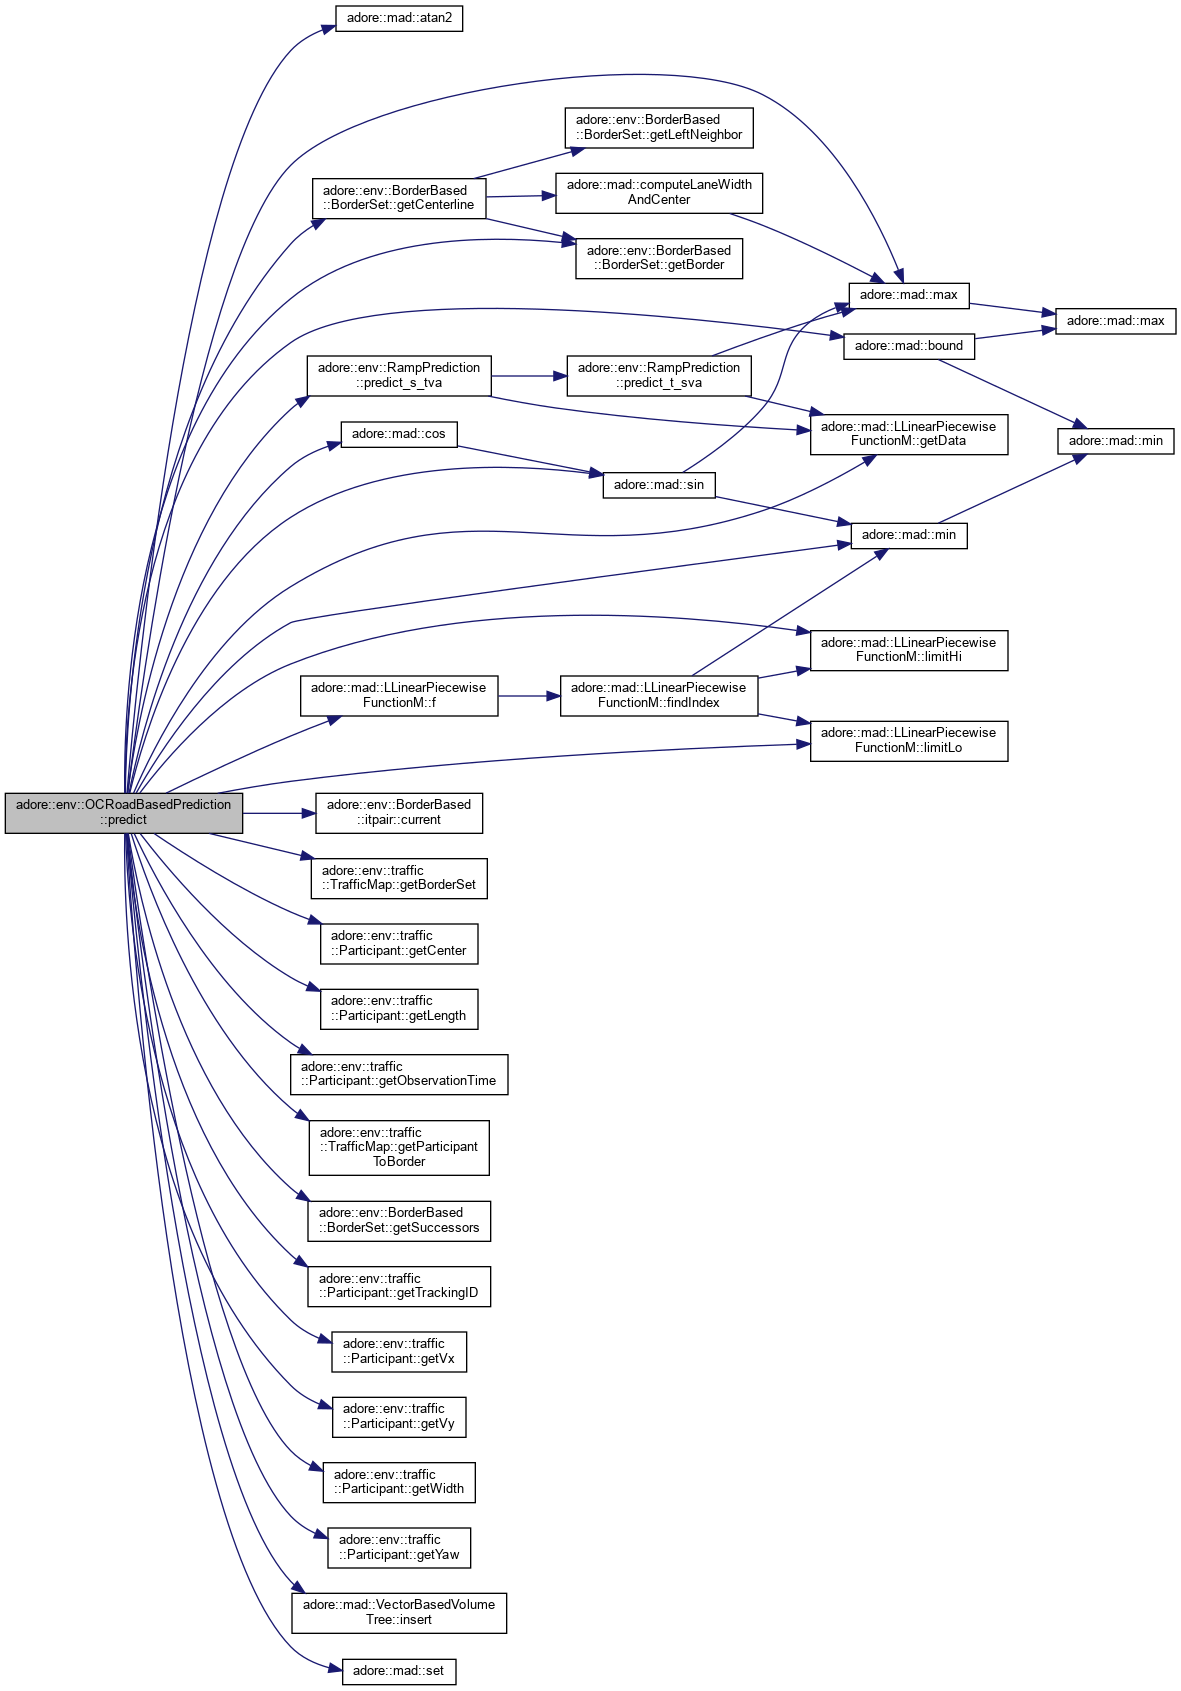 adore::mad::atan2
adore::env::BorderBased
::BorderSet::getLeftNeighbor
adore::mad::computeLaneWidth
AndCenter
adore::env::BorderBased
::BorderSet::getCenterline
adore::env::BorderBased
::BorderSet::getBorder
adore::mad::max
adore::mad::max
adore::mad::bound
adore::env::RampPrediction
::predict_s_tva
adore::env::RampPrediction
::predict_t_sva
adore::mad::LLinearPiecewise
FunctionM::getData
adore::mad::cos
adore::mad::min
adore::mad::sin
adore::mad::min
adore::mad::LLinearPiecewise
FunctionM::limitHi
adore::mad::LLinearPiecewise
FunctionM::f
adore::mad::LLinearPiecewise
FunctionM::findIndex
adore::mad::LLinearPiecewise
FunctionM::limitLo
adore::env::OCRoadBasedPrediction
::predict
adore::env::BorderBased
::itpair::current
adore::env::traffic
::TrafficMap::getBorderSet
adore::env::traffic
::Participant::getCenter
adore::env::traffic
::Participant::getLength
adore::env::traffic
::Participant::getObservationTime
adore::env::traffic
::TrafficMap::getParticipant
ToBorder
adore::env::BorderBased
::BorderSet::getSuccessors
adore::env::traffic
::Participant::getTrackingID
adore::env::traffic
::Participant::getVx
adore::env::traffic
::Participant::getVy
adore::env::traffic
::Participant::getWidth
adore::env::traffic
::Participant::getYaw
adore::mad::VectorBasedVolume
Tree::insert
adore::mad::set